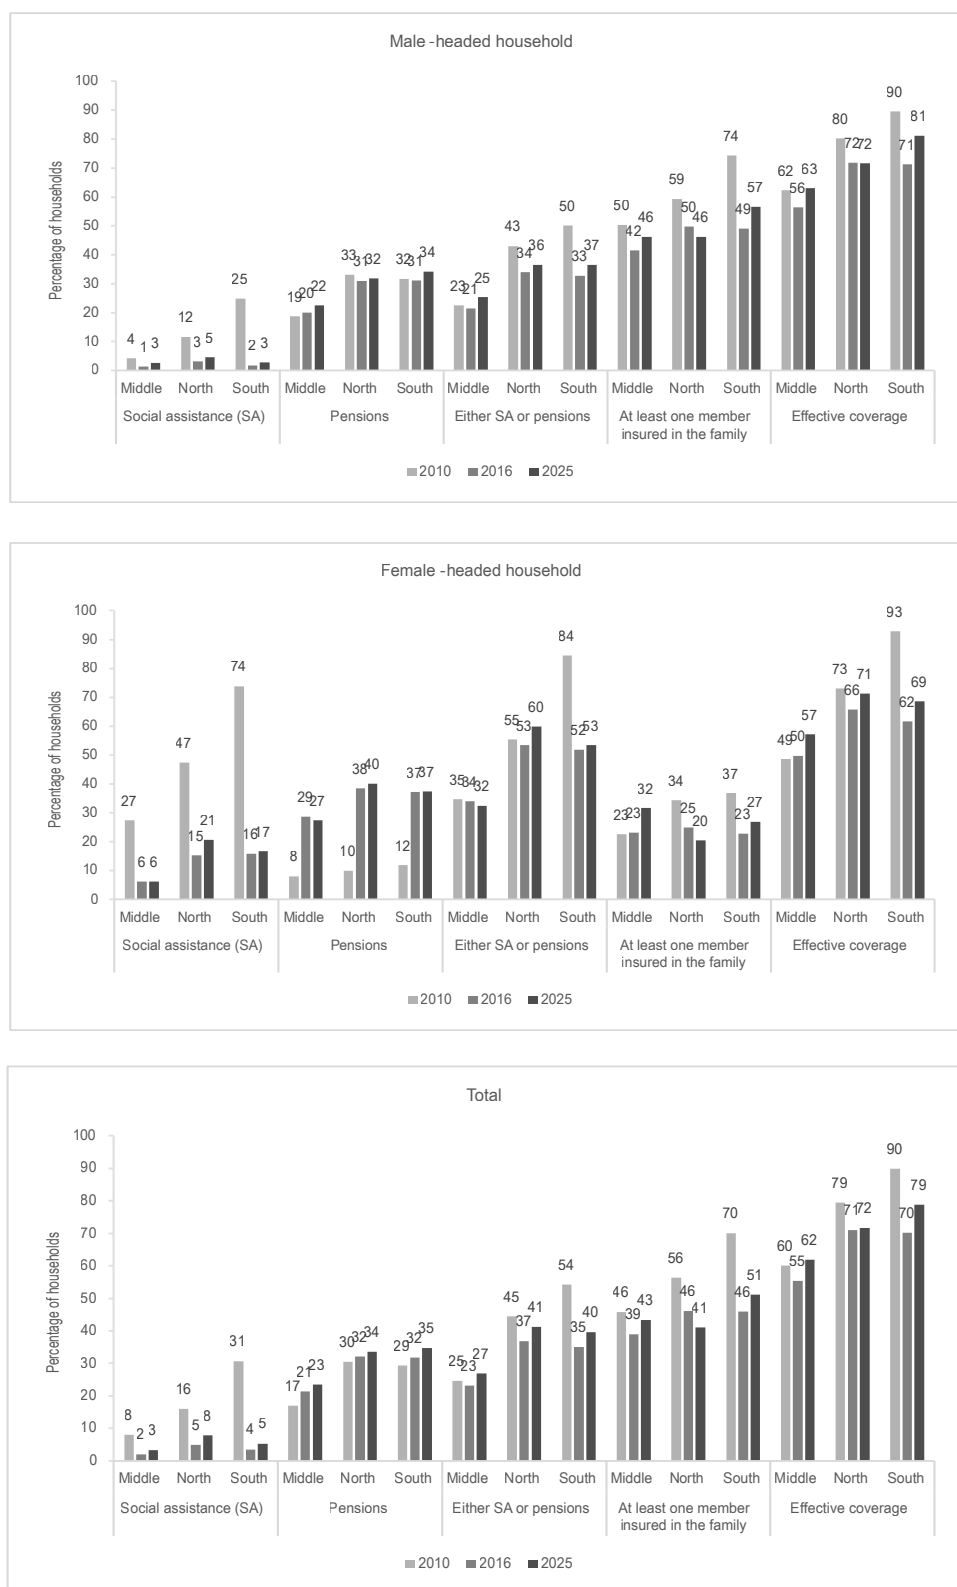 Male -headed household
Percentage of households
100
90
80
70
60
50
40
30
20
10
0
4 1 3 12 3 5 25 2 3 19 20 22 33 31 32 32 31 34 23 21 25 43 34 36 50 33 37 50 42 46 59 50 46 74 49 57 62 56 63 80 72 72 90 71 81
Middle North South Middle North South Middle North South Middle North South Middle North South
Social assistance (SA) Pensions Either SA or pensions At least one member Effective coverage
insured in the family
2010 2016 2025
Female -headed household
Percentage of households
100
90
80
70
60
50
40
30
20
10
0
27 6 6 47 15 21 74 16 17 8 29 27 10 38 40 12 37 37 35 34 32 55 53 60 84 52 53 23 23 32 34 25 20 37 23 27 49 50 57 73 66 71 93 62 69
Middle North South Middle North South Middle North South Middle North South Middle North South
Social assistance (SA) Pensions Either SA or pensions At least one member Effective coverage
insured in the family
2010 2016 2025
Total
Percentage of households
100
90
80
70
60
50
40
30
20
10
0
8 2 3 16 5 8 31 4 5 17 21 23 30 32 34 29 32 35 25 23 27 45 37 41 54 35 40 46 39 43 56 46 41 70 46 51 60 55 62 79 71 72 90 70 79
Middle North South Middle North South Middle North South Middle North South Middle North South
Social assistance (SA) Pensions Either SA or pensions At least one member Effective coverage
insured in the family
2010 2016 2025